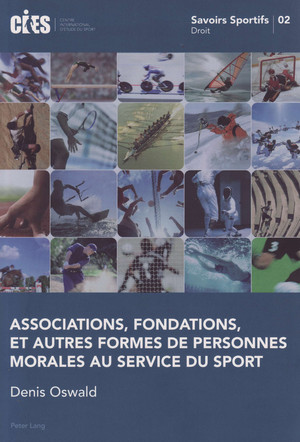 CIES
CENTRE
INTERNATIONAL
D'ETUDE DU SPORT
Savoirs Sportifs | 02
Droit
ASSOCIATIONS, FONDATIONS,
ET AUTRES FORMES DE PERSONNES
MORALES AU SERVICE DU SPORT
Denis Oswald
Peter Lang